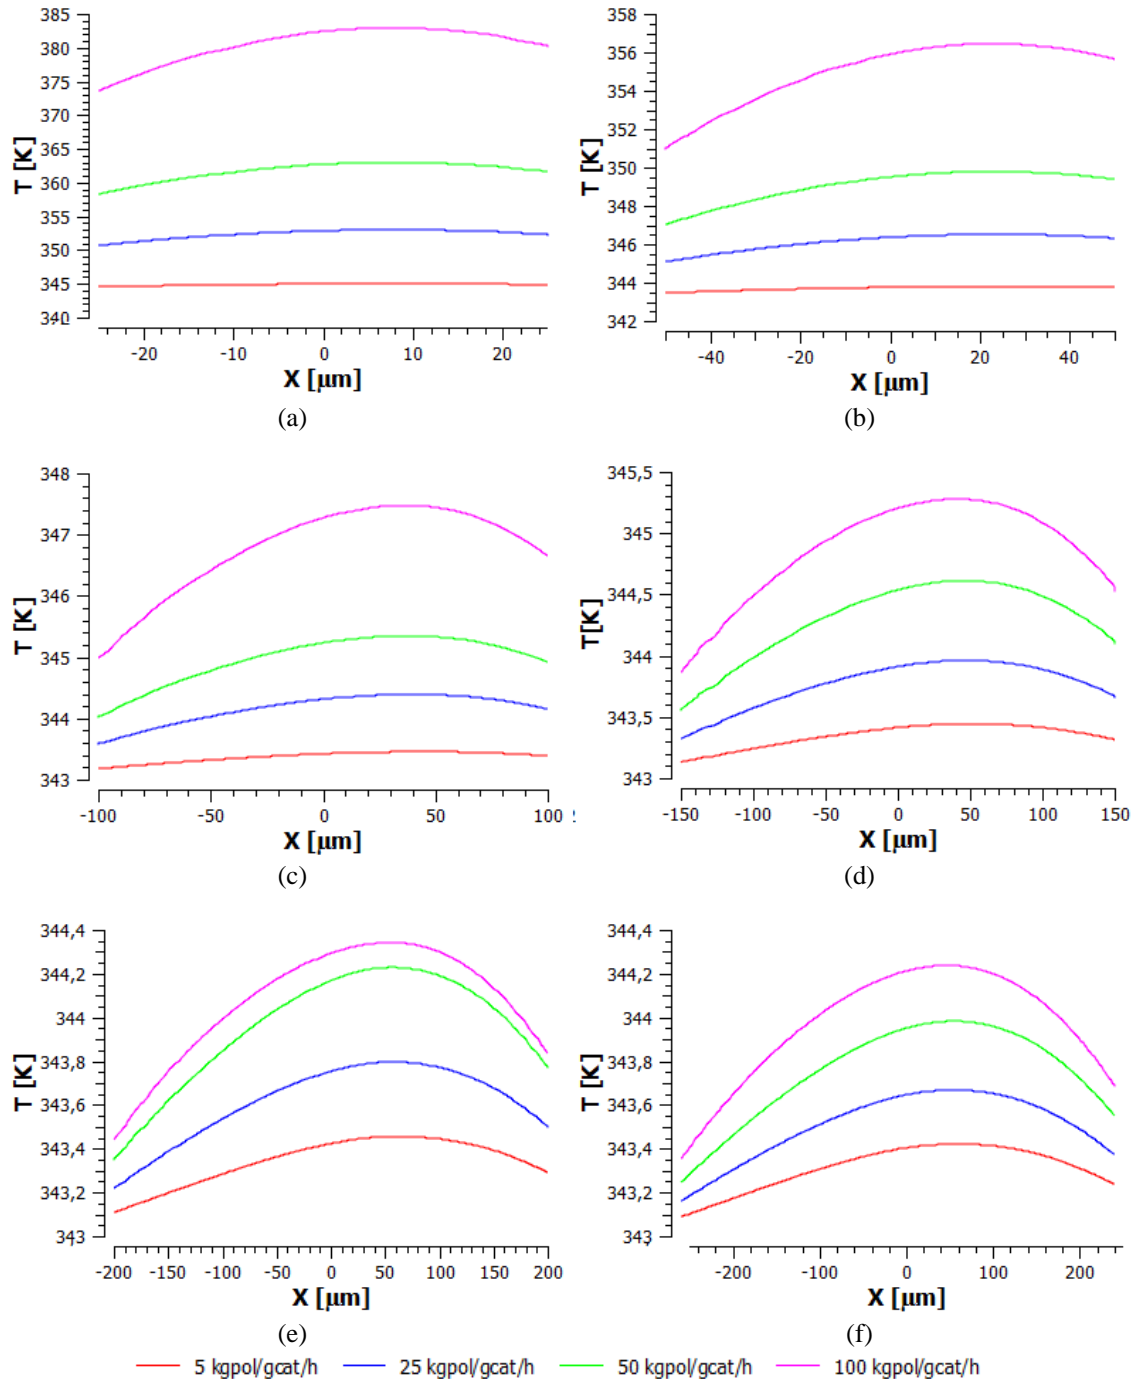 385
380
375
370
365
360
355
350
345
340
T [K]
-20 -10 0 10 20
X [µm]
(a)
358
356
354
352
350
348
346
344
342
T [K]
-40 -20 0 20 40
X [µm]
(b)
348
347
346
345
344
343
T [K]
-100 -50 0 50 100
X [µm]
(c)
345,5
345
344,5
344
343,5
343
T[K]
-150 -100 -50 0 50 100 150
X [µm]
(d)
344,4
344,2
344
343,8
343,6
343,4
343,2
343
T [K]
-200 -150 -100 -50 0 50 100 150 200
X [µm]
(e)
344,4
344,2
344
343,8
343,6
343,4
343,2
343
T [K]
-200 -100 0 100 200
X [µm]
(f)
5 kgpol/gcat/h 25 kgpol/gcat/h 50 kgpol/gcat/h 100 kgpol/gcat/h